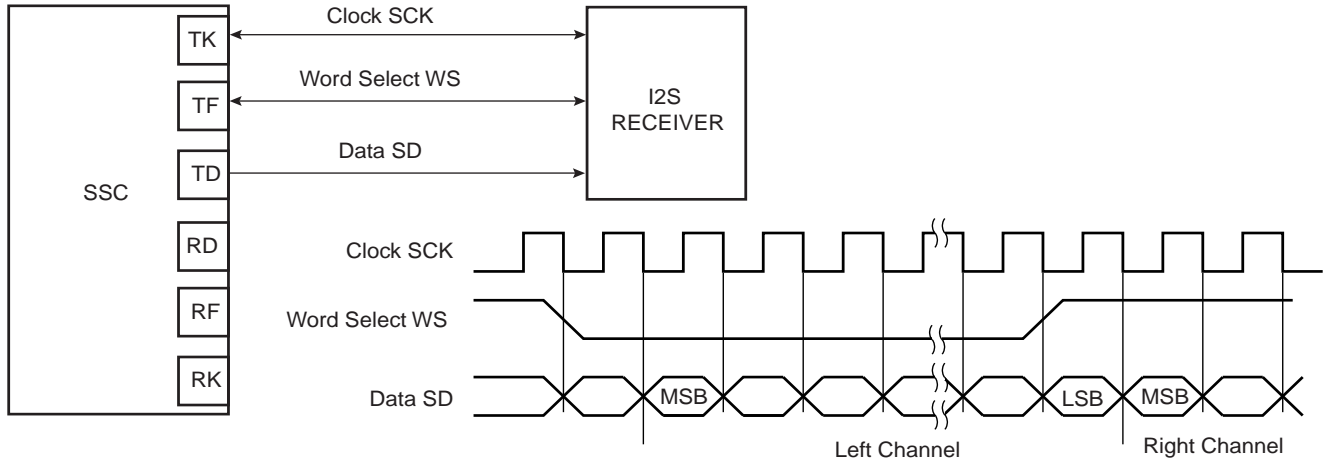 SSC
TK
TF
TD
RD
RF
RK
Clock SCK
Word Select WS
Data SD
I2S
RECEIVER
Clock SCK
Word Select WS
Data SD
MSB
LSB
MSB
Left Channel
Right Channel